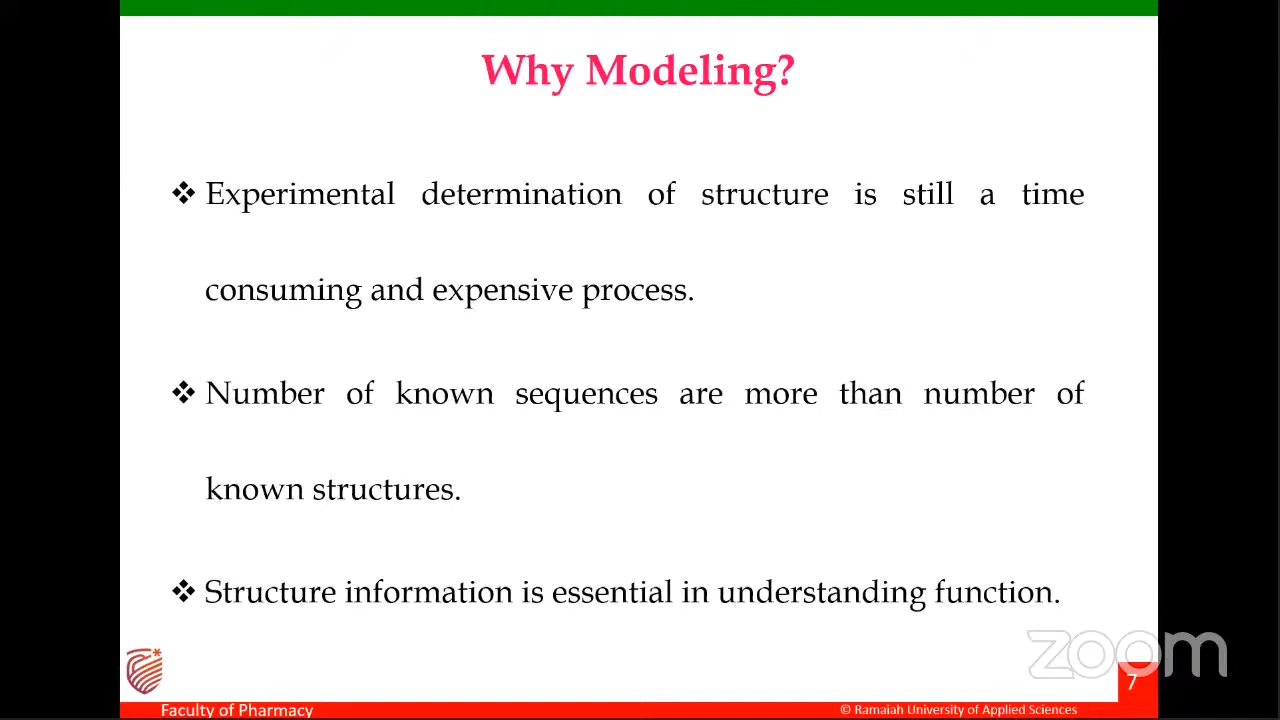 Why Modeling?
❖ Experimental determination of structure is still a time
consuming and expensive process.
❖ Number of known sequences are more than number of
known structures.
❖ Structure information is essential in understanding function.
zoom
7
Faculty of Pharmacy
© Ramaiah University of Applied Sciences